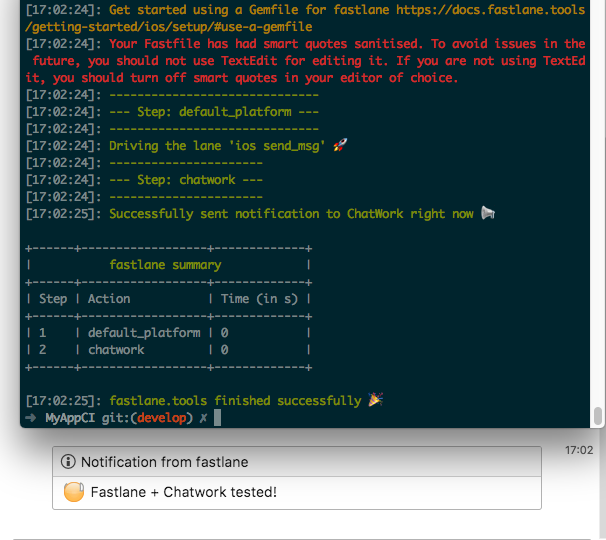 [17:02:24]: Get started using a Gemfile for fastlane https://docs.fastlane.tools
/getting-started/ios/setup/#use-a-gemfile
[17:02:24]: Your Fastfile has had smart quotes sanitised. To avoid issues in the
 future, you should not use TextEdit for editing it. If you are not using TextEd
it, you should turn off smart quotes in your editor of choice.
[17:02:24]: ------------------------------
[17:02:24]: --- Step: default_platform ---
[17:02:24]: ------------------------------
[17:02:24]: Driving the lane 'ios send_msg' 🚀
[17:02:24]: ----------------------
[17:02:24]: --- Step: chatwork ---
[17:02:24]: ----------------------
[17:02:25]: Successfully sent notification to ChatWork right now 📢
+------+------------------+-------------+
|           fastlane summary            |
+------+------------------+-------------+
| Step | Action           | Time (in s) |
+------+------------------+-------------+
| 1    | default_platform | 0           |
| 2    | chatwork         | 0           |
+------+------------------+-------------+
[17:02:25]: fastlane.tools finished successfully 🎉
➜ MyAppCI git:(develop) ✗
Notification from fastlane
17:02
Fastlane + Chatwork tested!